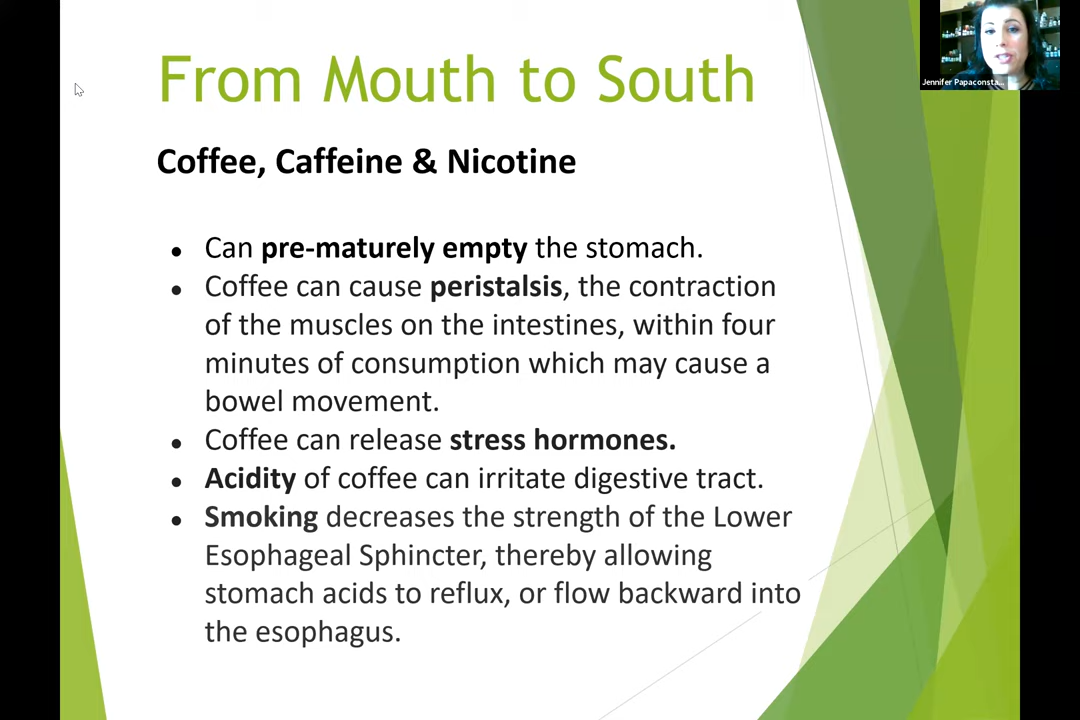 From Mouth to South
Jennifer Papaconsta...
Coffee, Caffeine & Nicotine
● Can pre-maturely empty the stomach.
● Coffee can cause peristalsis, the contraction
of the muscles on the intestines, within four
minutes of consumption which may cause a
bowel movement.
● Coffee can release stress hormones.
● Acidity of coffee can irritate digestive tract.
● Smoking decreases the strength of the Lower
Esophageal Sphincter, thereby allowing
stomach acids to reflux, or flow backward into
the esophagus.